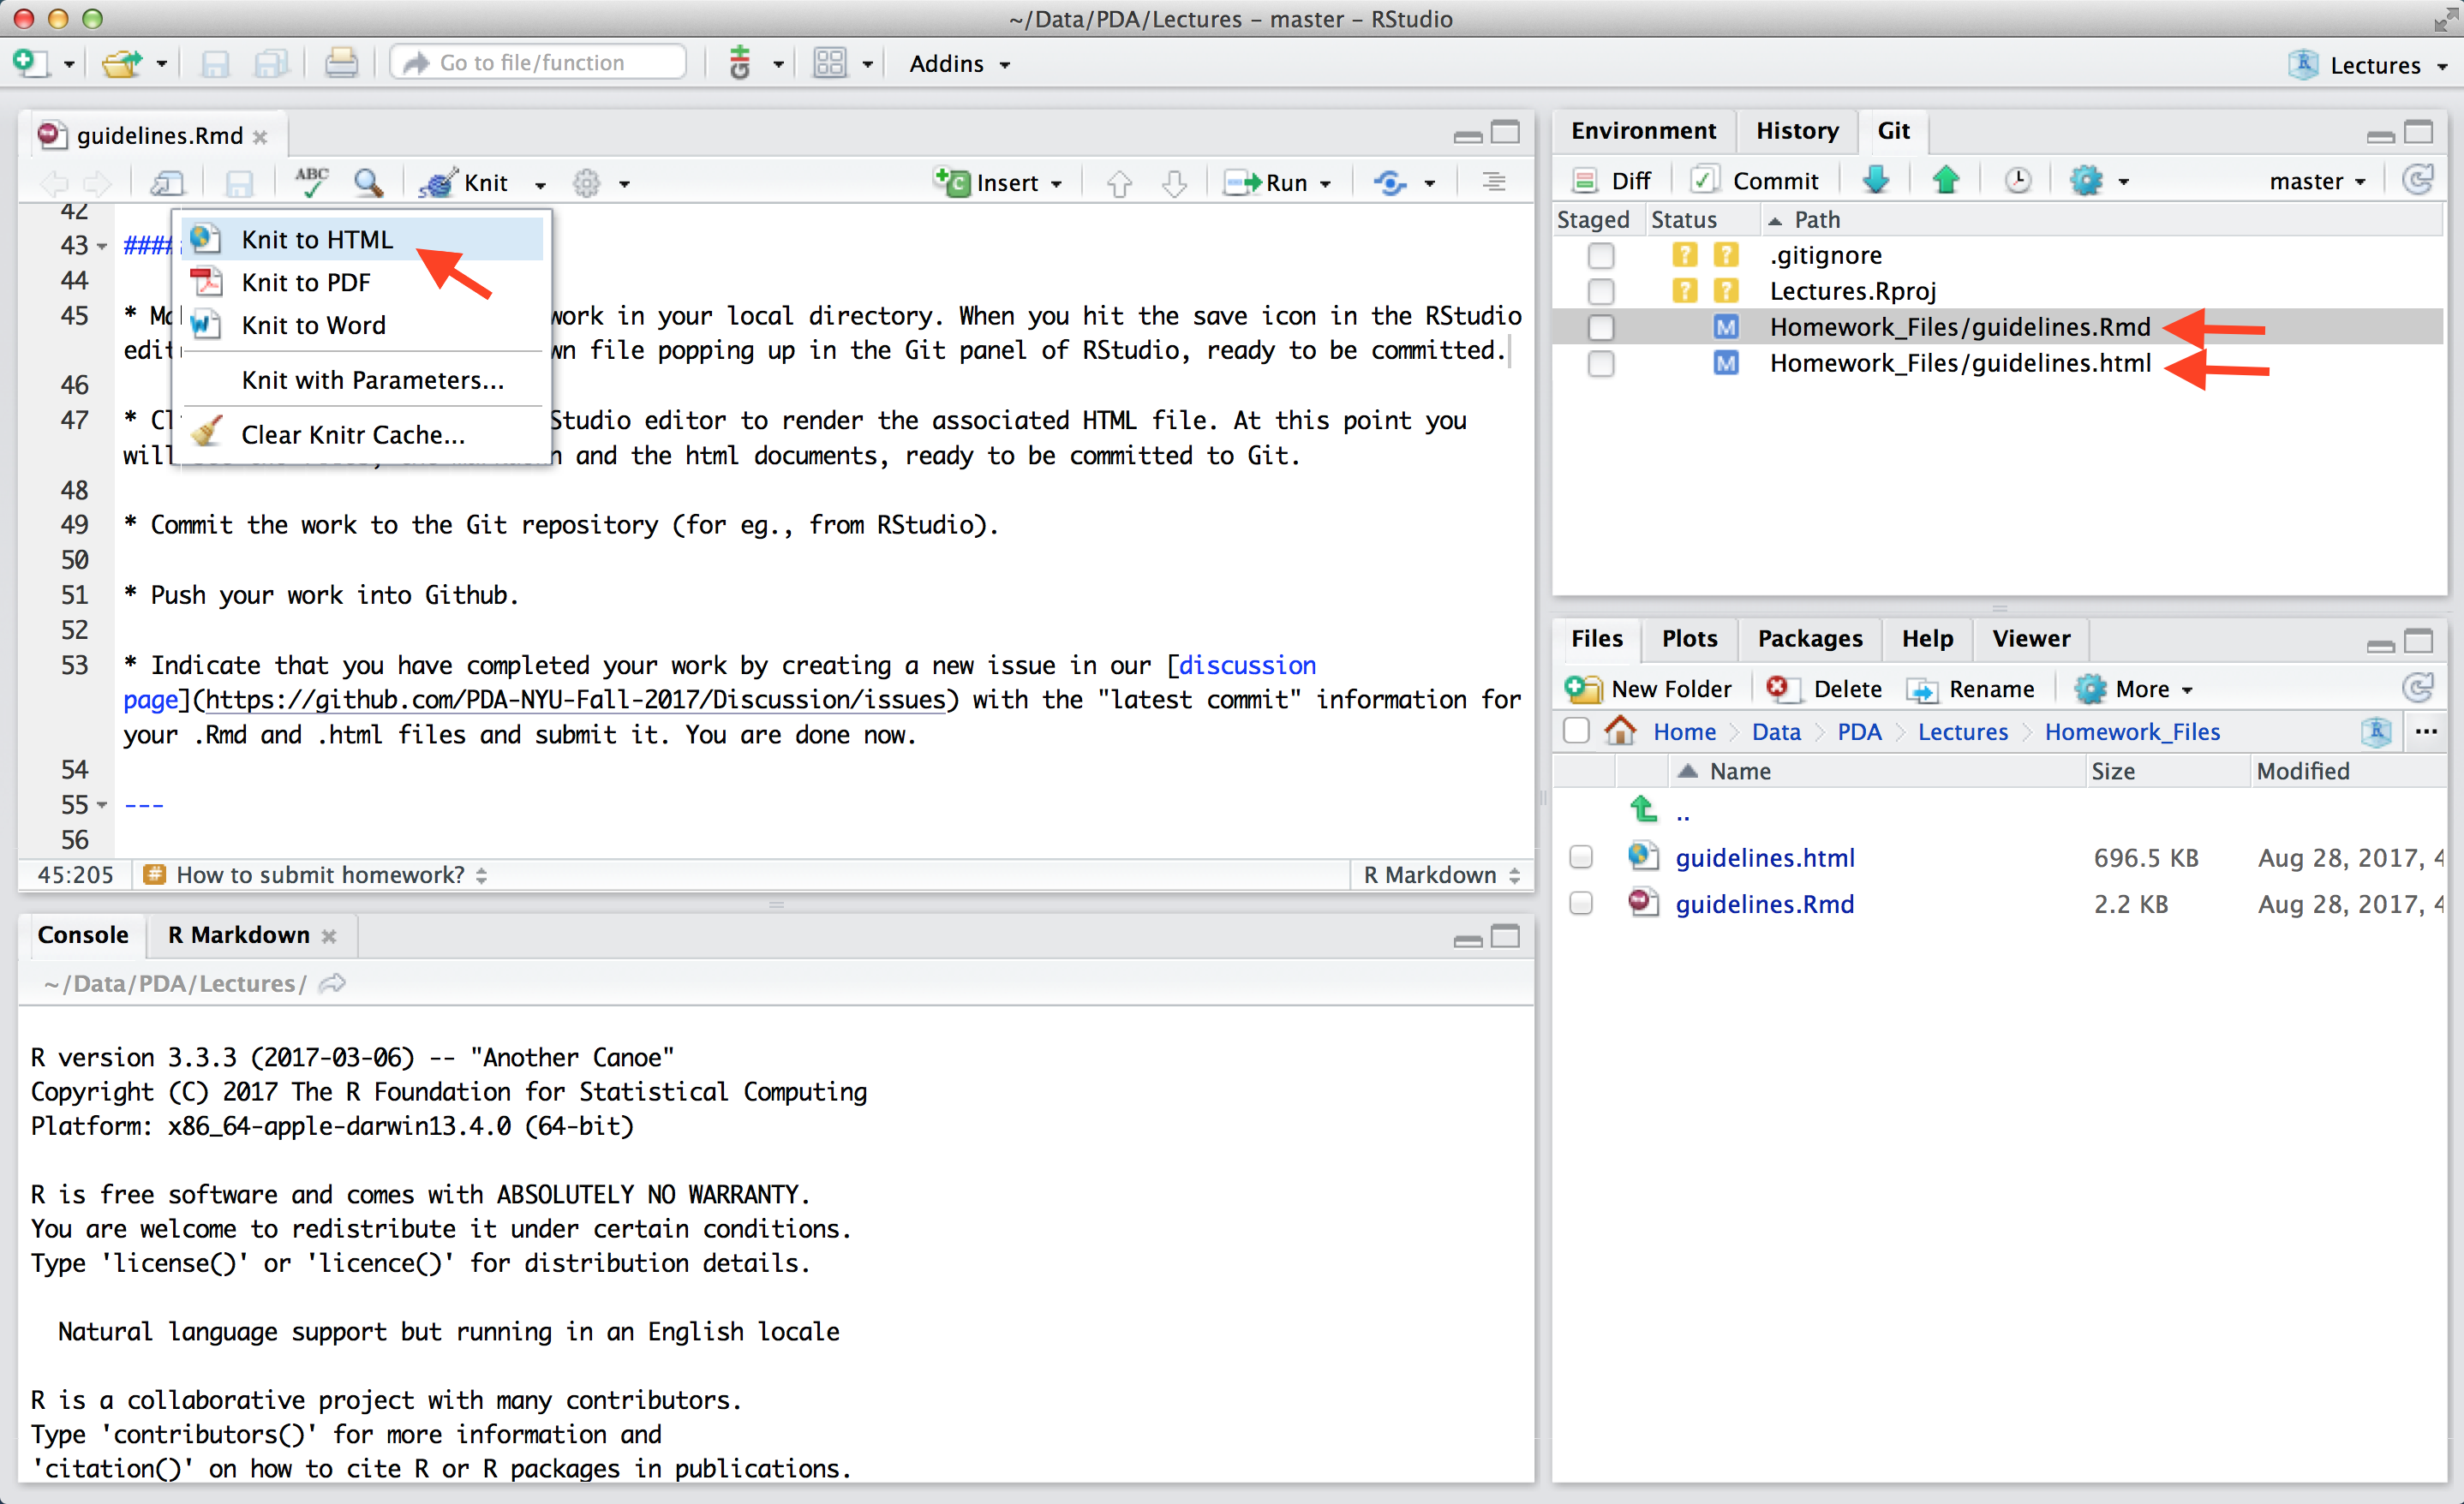 ~/Data/PDA/Lectures – master – RStudio
Go to file/function
Addins
Lectures
guidelines.Rmd
ABC
Knit
Insert
Run
42
Knit to HTML
Knit to PDF
Knit to Word
Knit with Parameters...
Clear Knitr Cache...
43 ####
44
45 * Ma work in your local directory. When you hit the save icon in the RStudio
edit wn file popping up in the Git panel of RStudio, ready to be committed.
46
47 * Cl Studio editor to render the associated HTML file. At this point you
will and the html documents, ready to be committed to Git.
48
49 * Commit the work to the Git repository (for eg., from RStudio).
50
51 * Push your work into Github.
52
53 * Indicate that you have completed your work by creating a new issue in our [discussion
page](https://github.com/PDA-NYU-Fall-2017/Discussion/issues) with the "latest commit" information for
your .Rmd and .html files and submit it. You are done now.
54
55 ---
56
45:205 # How to submit homework? R Markdown
Console R Markdown
~/Data/PDA/Lectures/
R version 3.3.3 (2017-03-06) -- "Another Canoe"
Copyright (C) 2017 The R Foundation for Statistical Computing
Platform: x86_64-apple-darwin13.4.0 (64-bit)
R is free software and comes with ABSOLUTELY NO WARRANTY.
You are welcome to redistribute it under certain conditions.
Type 'license()' or 'licence()' for distribution details.
Natural language support but running in an English locale
R is a collaborative project with many contributors.
Type 'contributors()' for more information and
'citation()' on how to cite R or R packages in publications.
Environment History Git
Diff Commit master
Staged Status Path
? ? .gitignore
? ? Lectures.Rproj
M Homework_Files/guidelines.Rmd
M Homework_Files/guidelines.html
Files Plots Packages Help Viewer
New Folder Delete Rename More
Home Data PDA Lectures Homework_Files ...
Name Size Modified
..
guidelines.html 696.5 KB Aug 28, 2017, 4
guidelines.Rmd 2.2 KB Aug 28, 2017, 4